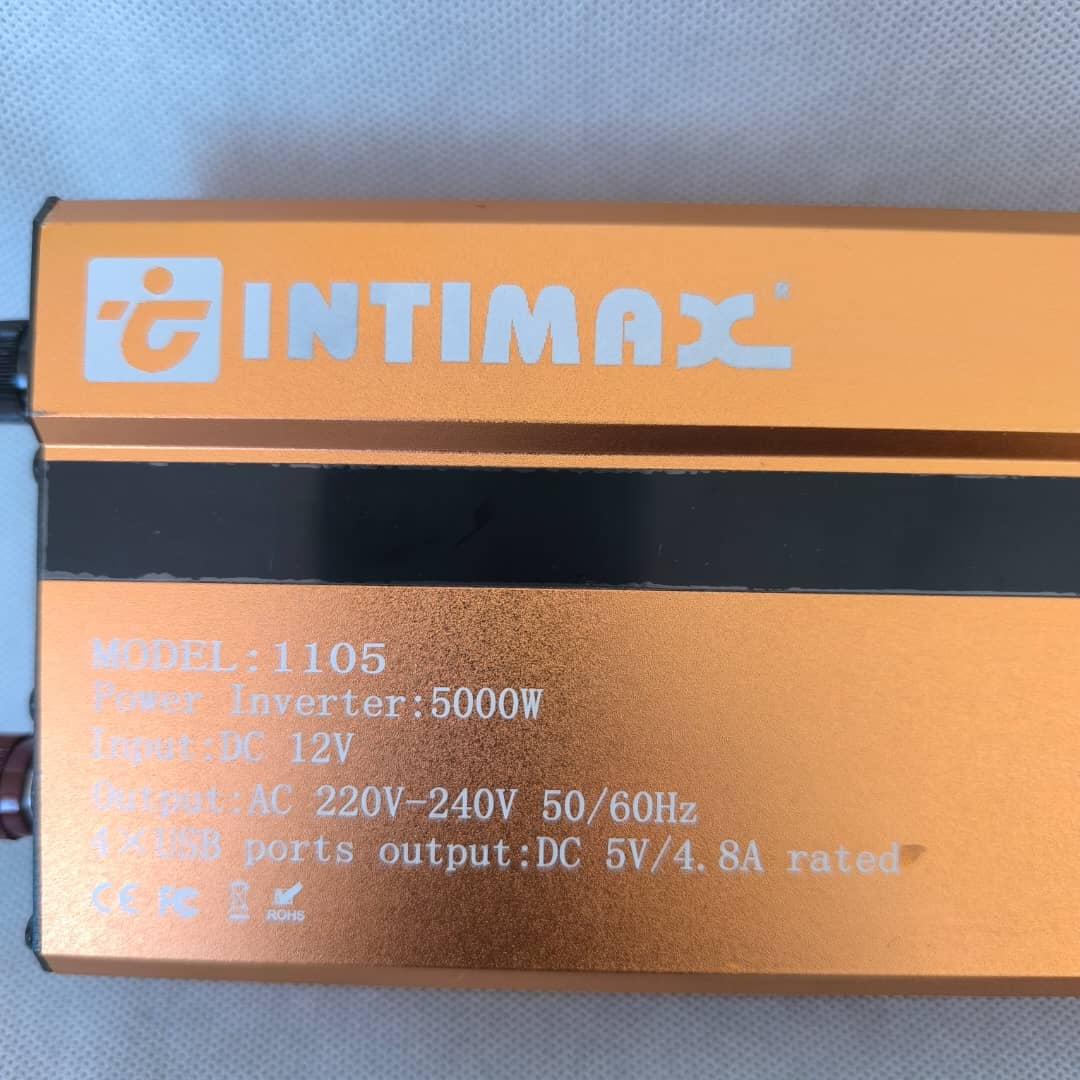 INTIMAX®
MODEL:1105
Power Inverter:5000W
Input:DC 12V
Output:AC 220V-240V 50/60Hz
4×USB ports output:DC 5V/4.8A rated
CE FC ROHS